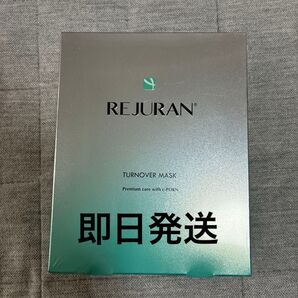 REJURAN®
TURNOVER MASK
Premium care with c-PDRN
即日発送